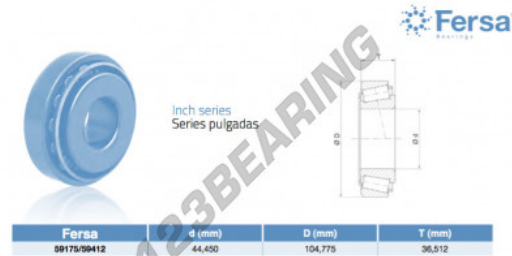 Fersa
Bearings
Inch series
Series pulgadas
T
Ø D
Ø d
123BEARING
Fersa d (mm) D (mm) T (mm)
59175/59412 44,450 104,775 36,512